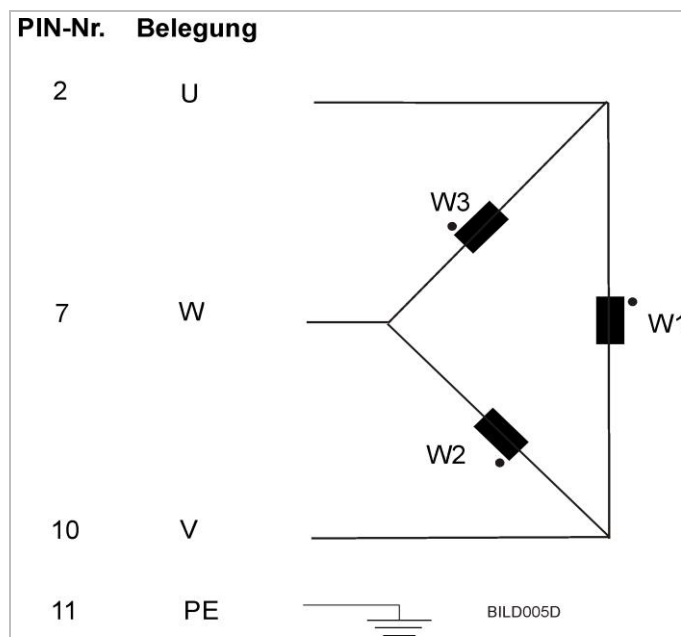 PIN-Nr. Belegung
2 U
W3
7 W
W1
W2
10 V
11 PE
BILD005D